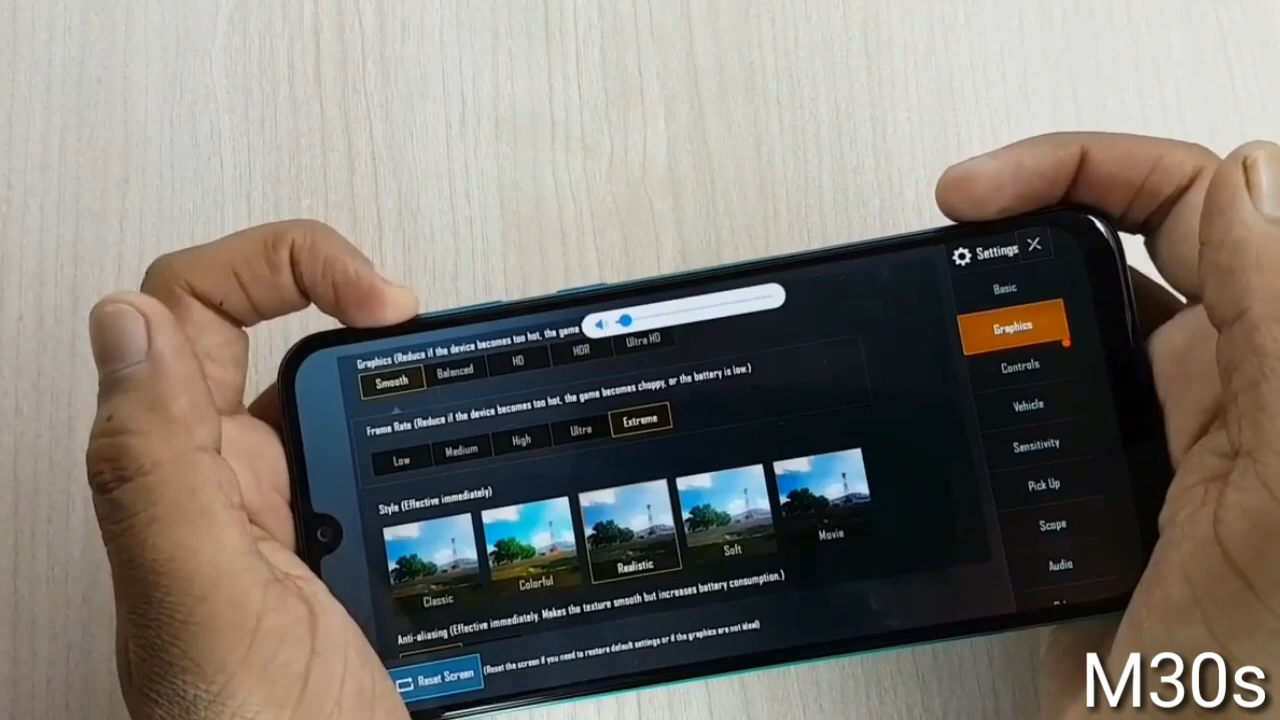 Settings
Basic
Graphics
Controls
Vehicle
Sensitivity
Pick Up
Scope
Audio
Graphics (Reduce if the device becomes too hot, the game
Smooth Balanced HD HDR Ultra HD
Frame Rate (Reduce if the device becomes too hot, the game becomes choppy, or the battery is low.)
Low Medium High Ultra Extreme
Style (Effective immediately)
Classic Colorful Realistic Soft Movie
Anti-aliasing (Effective immediately. Makes the texture smooth but increases battery consumption.)
Reset Screen (Reset the screen if you need to restore default settings or if the graphics are not ideal)
M30s